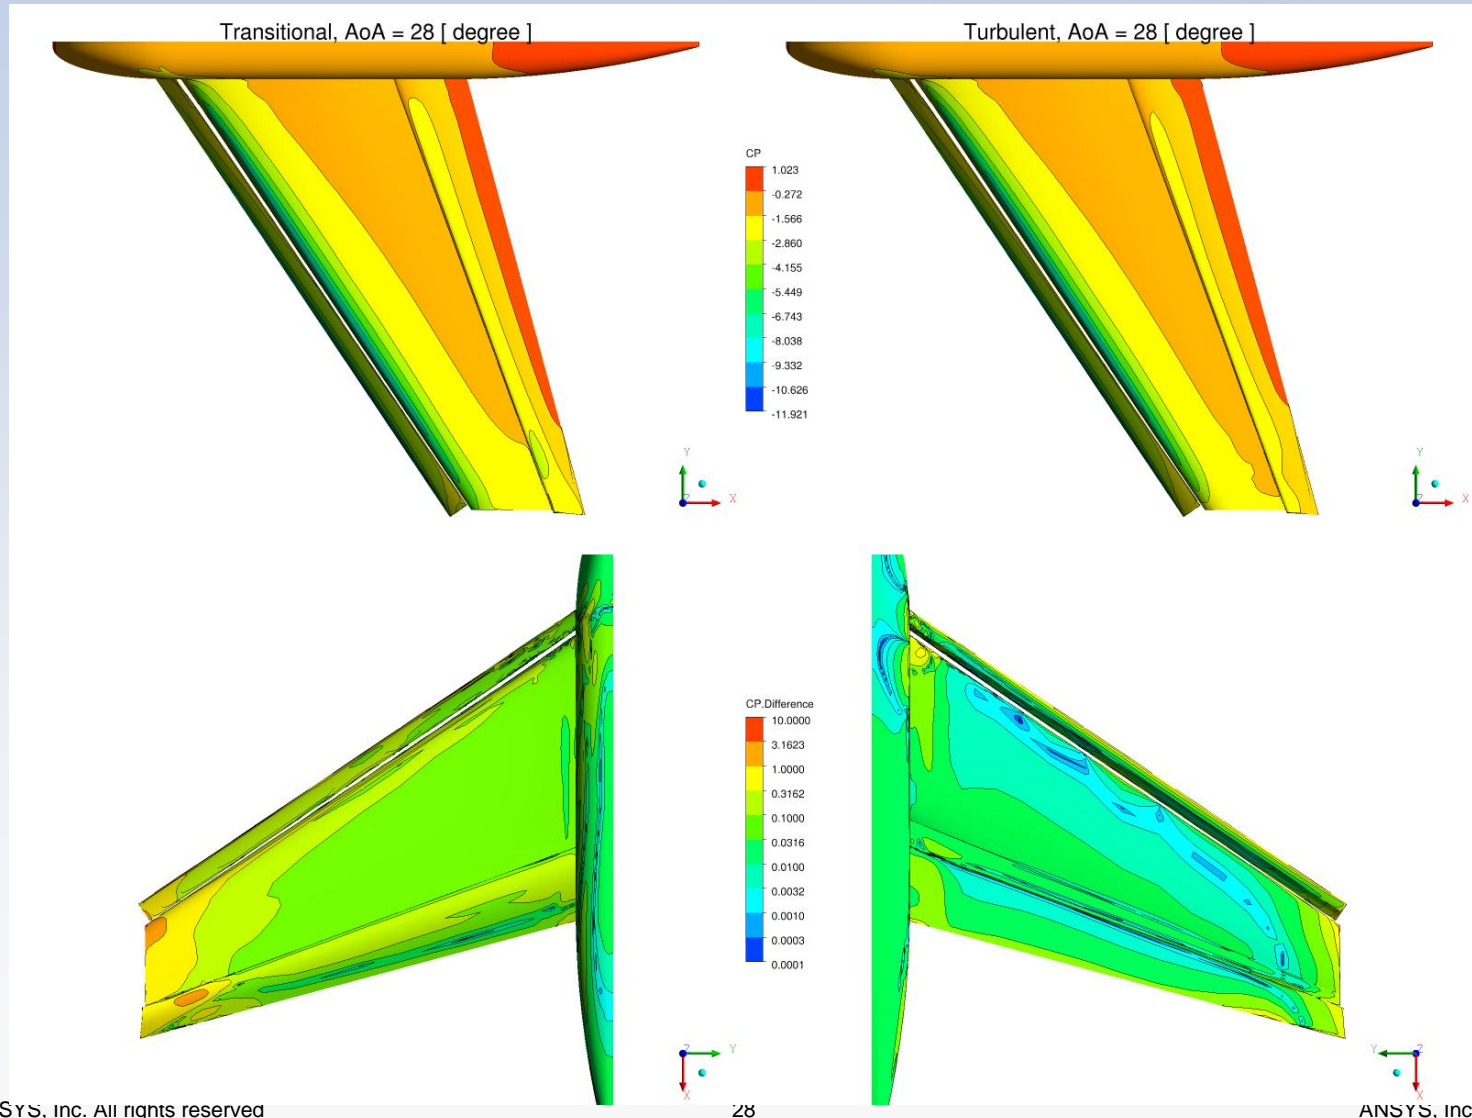 Transitional, AoA = 28 [ degree ]
Turbulent, AoA = 28 [ degree ]
CP
1.023
-0.272
-1.566
-2.860
-4.155
-5.449
-6.743
-8.038
-9.332
-10.626
-11.921
Y
X
Z
Y
X
Z
CP.Difference
10.0000
3.1623
1.0000
0.3162
0.1000
0.0316
0.0100
0.0032
0.0010
0.0003
0.0001
Z
Y
X
Y
Z
X
SYS, Inc. All rights reserved
28
ANSYS, Inc